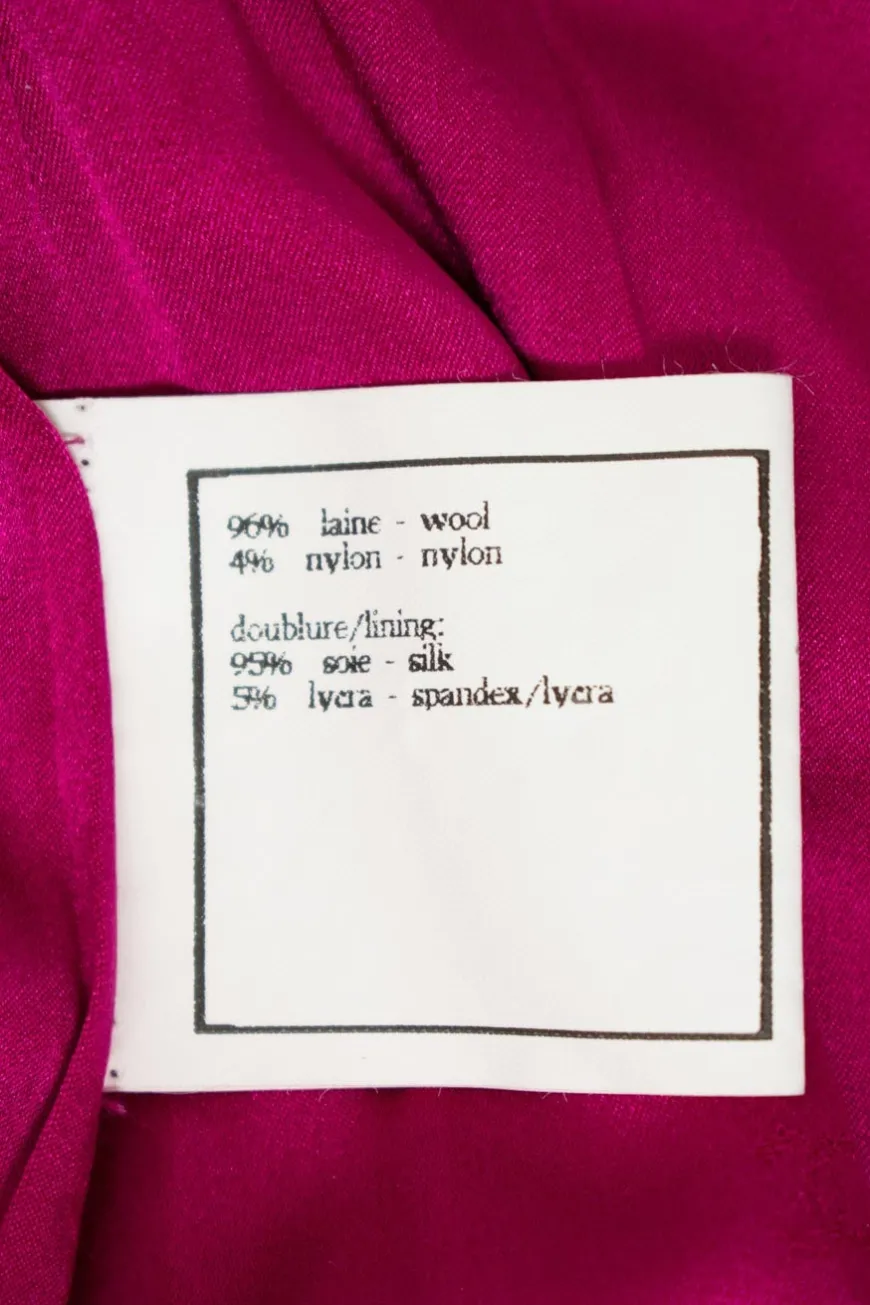 96% laine - wool
4% nylon - nylon
doublure/lining:
95% soie - silk
5% lycra - spandex/lycra